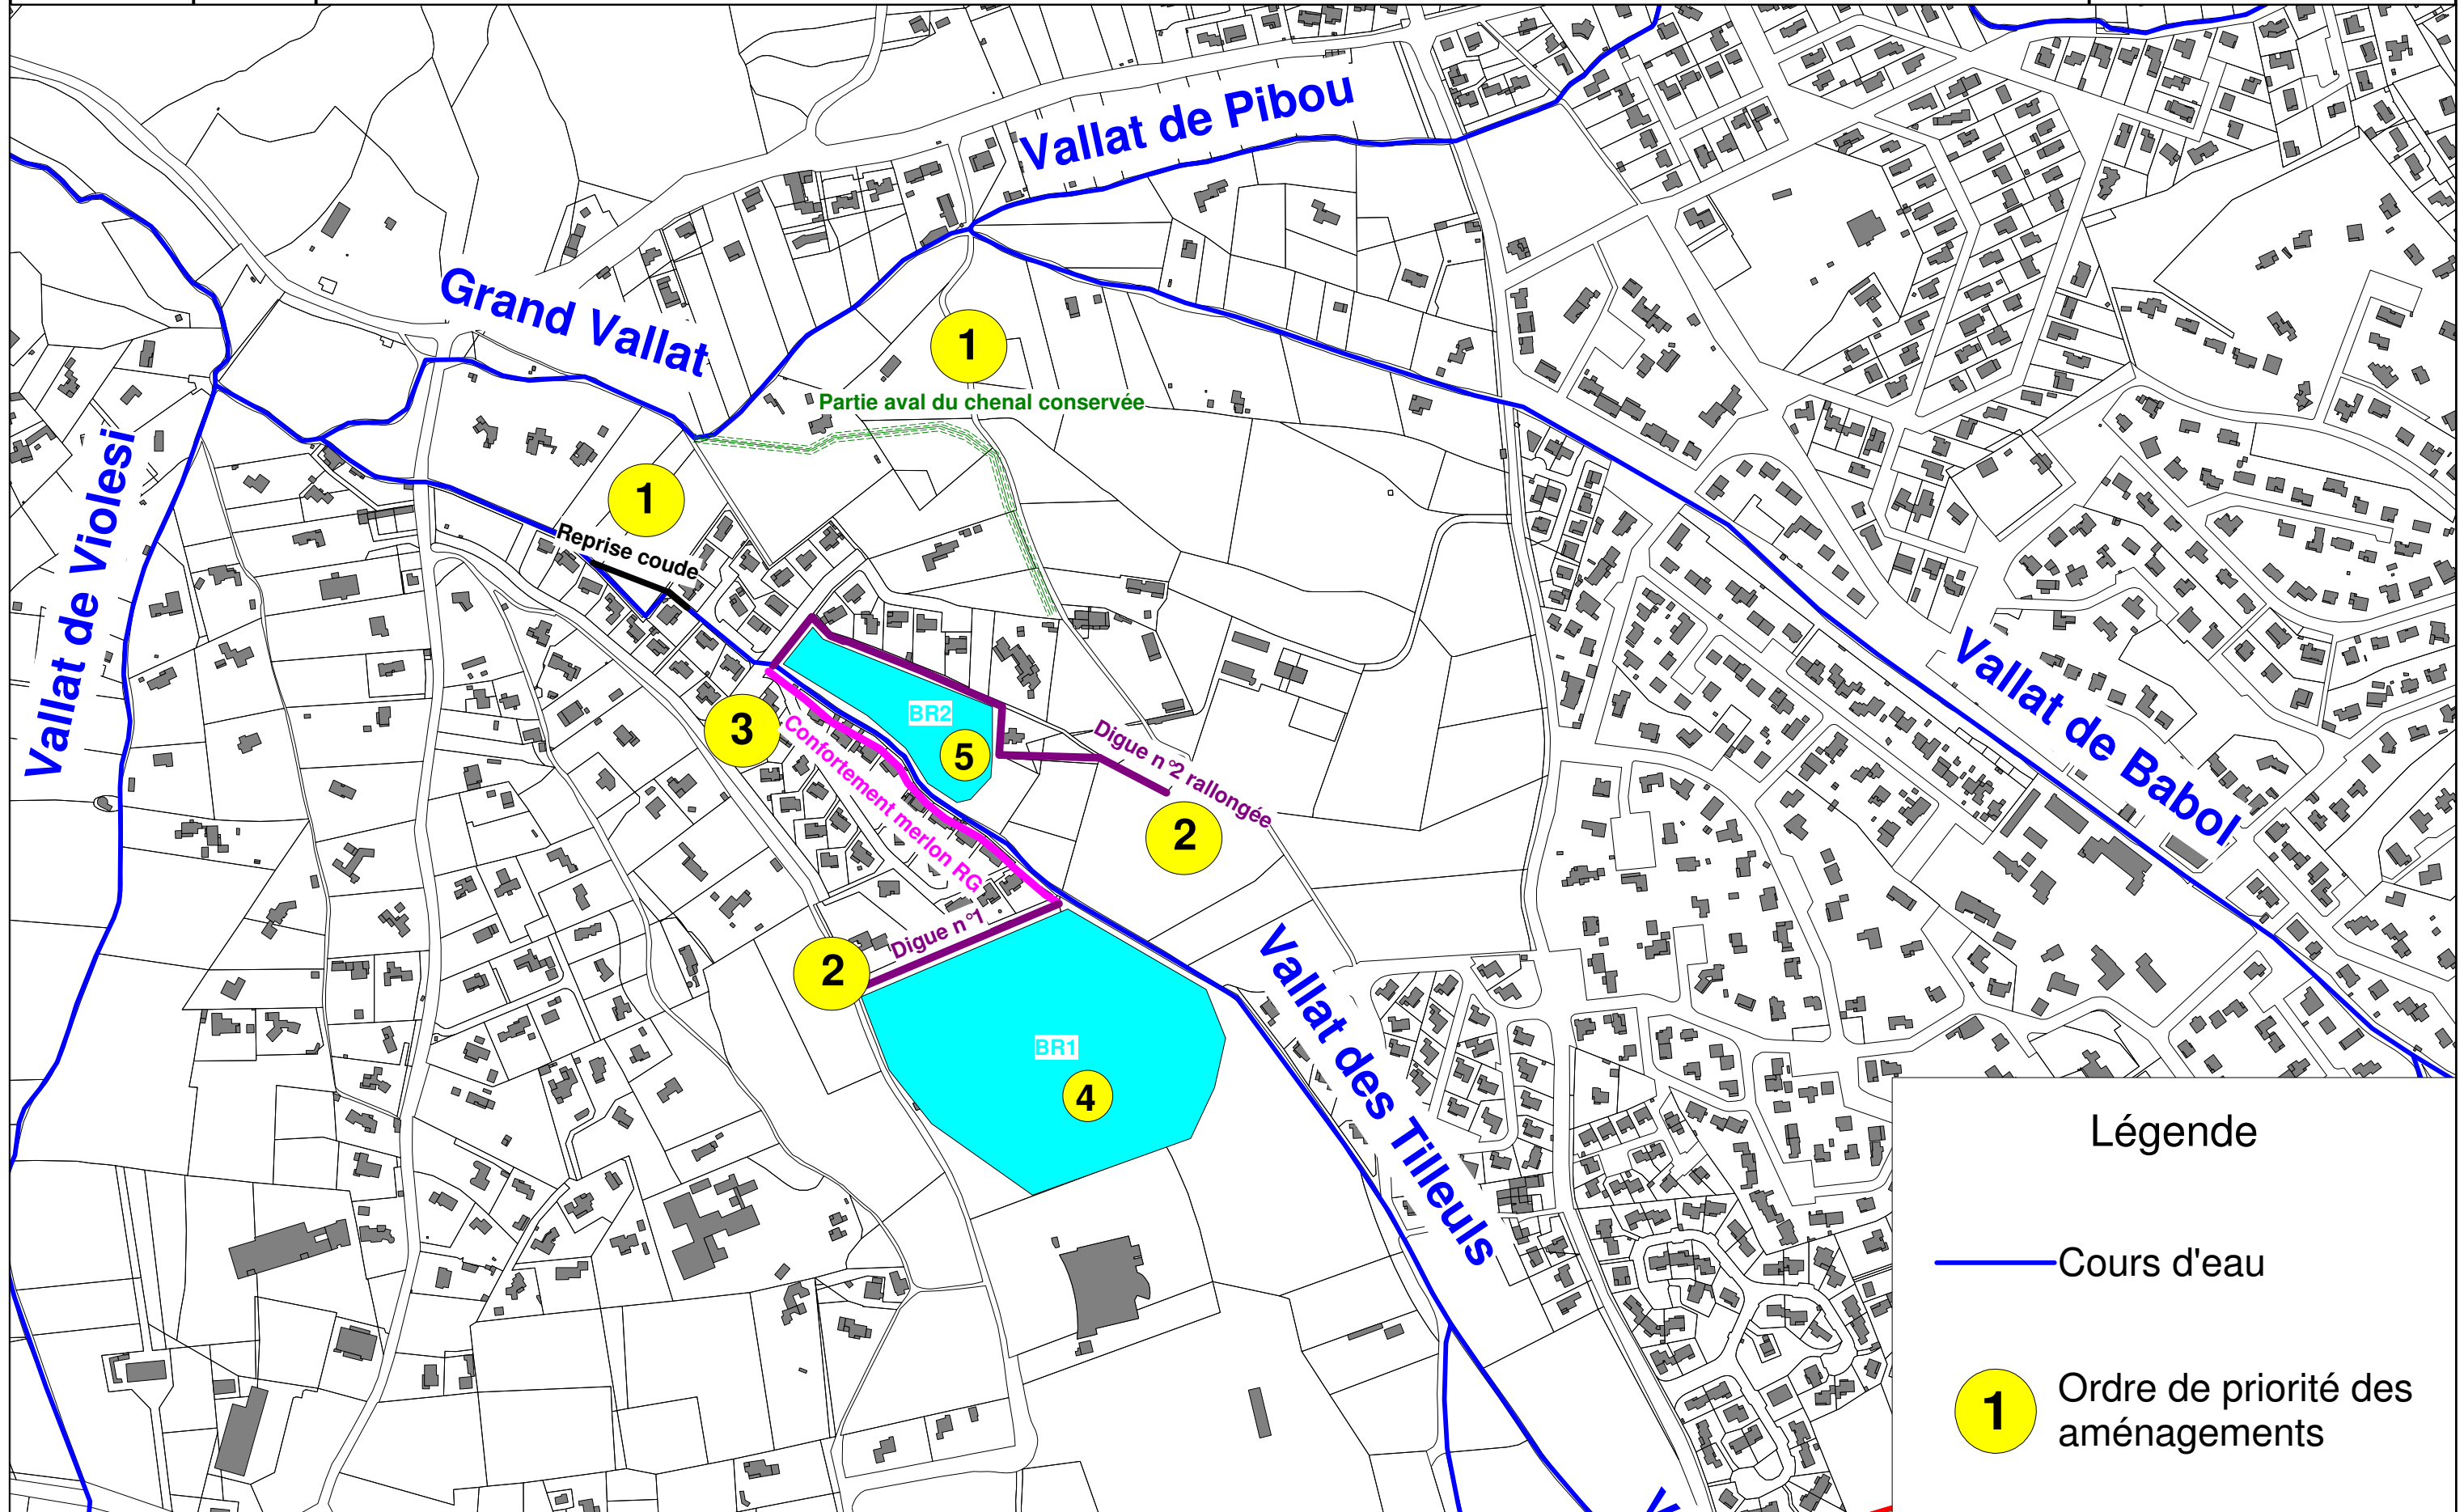 Vallat de Pibou
Grand Vallat
1
Partie aval du chenal conservée
Vallat de Violesi
1
Reprise coude
Vallat de Babol
BR2
3
5
Confortement merlon RG
Digue n°2 rallongée
2
Digue n°1
2
Vallat des Tilleuls
BR1
4
Légende
Cours d'eau
1
Ordre de priorité des
aménagements